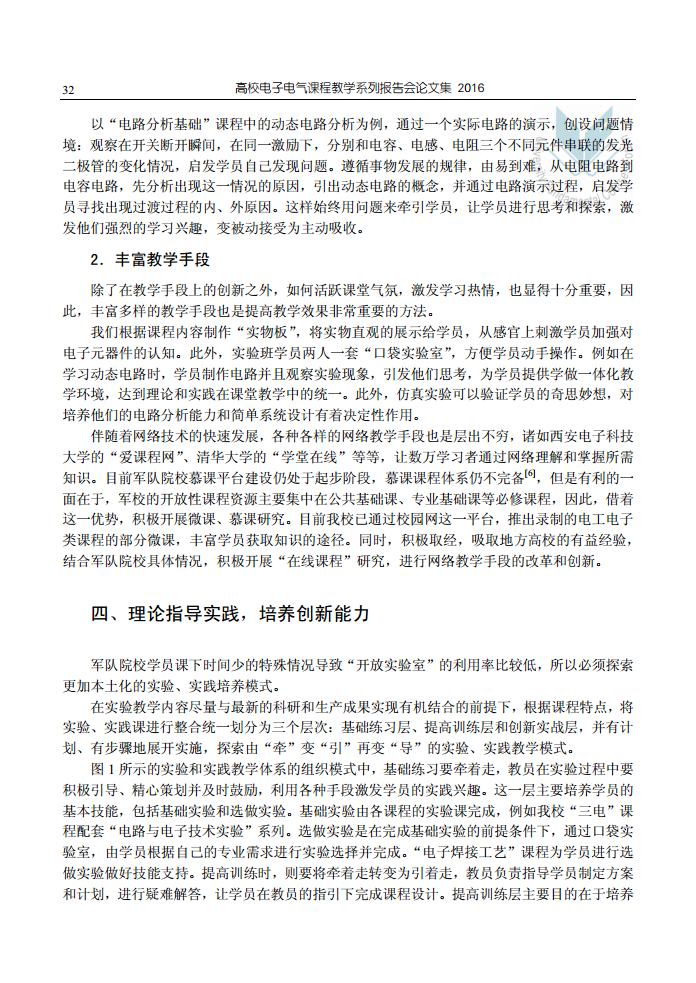 32 高校电子电气课程教学系列报告会论文集 2016
以“电路分析基础”课程中的动态电路分析为例，通过一个实际电路的演示，创设问题情
境：观察在开关断开瞬间，在同一激励下，分别和电容、电感、电阻三个不同元件串联的发光
二极管的变化情况，启发学员自己发现问题。遵循事物发展的规律，由易到难，从电阻电路到
电容电路，先分析出现这一情况的原因，引出动态电路的概念，并通过电路演示过程，启发学
员寻找出现过渡过程的内、外原因。这样始终用问题来牵引学员，让学员进行思考和探索，激
发他们强烈的学习兴趣，变被动接受为主动吸收。
2．丰富教学手段
除了在教学手段上的创新之外，如何活跃课堂气氛，激发学习热情，也显得十分重要，因
此，丰富多样的教学手段也是提高教学效果非常重要的方法。
我们根据课程内容制作“实物板”，将实物直观的展示给学员，从感官上刺激学员加强对
电子元器件的认知。此外，实验班学员两人一套“口袋实验室”，方便学员动手操作。例如在
学习动态电路时，学员制作电路并且观察实验现象，引发他们思考，为学员提供学做一体化教
学环境，达到理论和实践在课堂教学中的统一。此外，仿真实验可以验证学员的奇思妙想，对
培养他们的电路分析能力和简单系统设计有着决定性作用。
伴随着网络技术的快速发展，各种各样的网络教学手段也是层出不穷，诸如西安电子科技
大学的“爱课程网”、清华大学的“学堂在线”等等，让数万学习者通过网络理解和掌握所需
知识。目前军队院校慕课平台建设仍处于起步阶段，慕课课程体系仍不完备[6]，但是有利的一
面在于，军校的开放性课程资源主要集中在公共基础课、专业基础课等必修课程，因此，借着
这一优势，积极开展微课、慕课研究。目前我校已通过校园网这一平台，推出录制的电工电子
类课程的部分微课，丰富学员获取知识的途径。同时，积极取经，吸取地方高校的有益经验，
结合军队院校具体情况，积极开展“在线课程”研究，进行网络教学手段的改革和创新。
四、理论指导实践，培养创新能力
军队院校学员课下时间少的特殊情况导致“开放实验室”的利用率比较低，所以必须探索
更加本土化的实验、实践培养模式。
在实验教学内容尽量与最新的科研和生产成果实现有机结合的前提下，根据课程特点，将
实验、实践课进行整合统一划分为三个层次：基础练习层、提高训练层和创新实战层，并有计
划、有步骤地展开实施，探索由“牵”变“引”再变“导”的实验、实践教学模式。
图 1 所示的实验和实践教学体系的组织模式中，基础练习要牵着走，教员在实验过程中要
积极引导、精心策划并及时鼓励，利用各种手段激发学员的实践兴趣。这一层主要培养学员的
基本技能，包括基础实验和选做实验。基础实验由各课程的实验课完成，例如我校“三电”课
程配套“电路与电子技术实验”系列。选做实验是在完成基础实验的前提条件下，通过口袋实
验室，由学员根据自己的专业需求进行实验选择并完成。“电子焊接工艺”课程为学员进行选
做实验做好技能支持。提高训练时，则要将牵着走转变为引着走，教员负责指导学员制定方案
和计划，进行疑难解答，让学员在教员的指引下完成课程设计。提高训练层主要目的在于培养